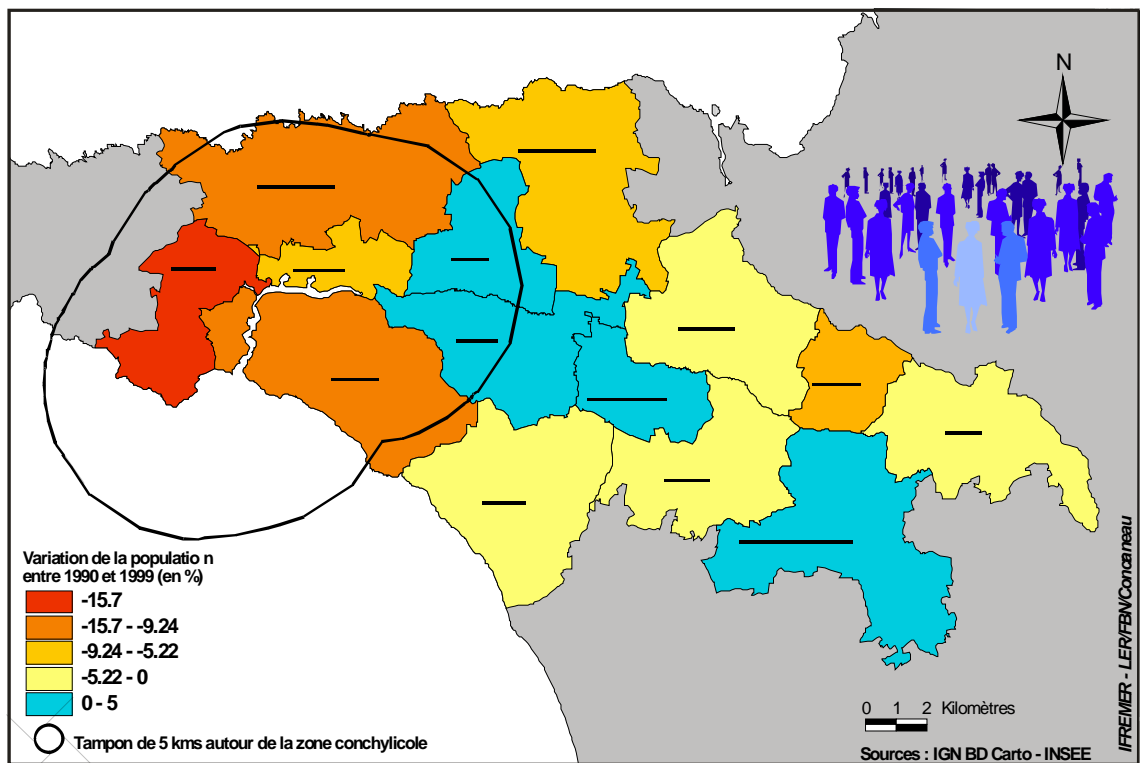 N
Variation de la populatio n
entre 1990 et 1999 (en %)
-15.7
-15.7 - -9.24
-9.24 - -5.22
-5.22 - 0
0 - 5
Tampon de 5 kms autour de la zone conchylicole
0 1 2 Kilomètres
Sources : IGN BD Carto - INSEE
IFREMER - LER/FBN/Concarneau